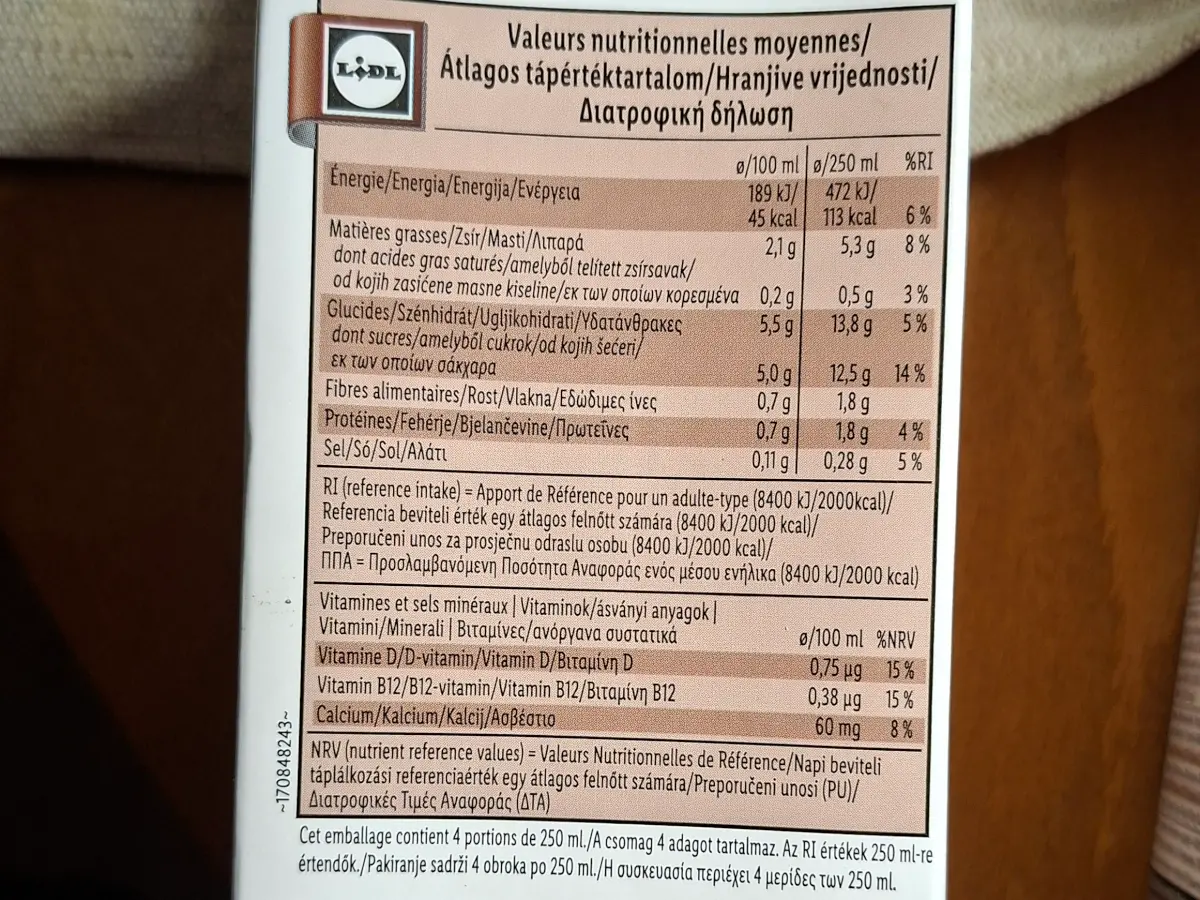 LIDL
Valeurs nutritionnelles moyennes/
Átlagos tápértéktartalom/Hranjive vrijednosti/
Διατροφική δήλωση
ø/100 ml ø/250 ml %RI
Énergie/Energia/Energija/Ενέργεια 189 kJ/ 472 kJ/
45 kcal 113 kcal 6 %
Matières grasses/Zsír/Masti/Λιπαρά 2,1 g 5,3 g 8 %
dont acides gras saturés/amelyből telített zsírsavak/
od kojih zasićene masne kiseline/εκ των οποίων κορεσμένα 0,2 g 0,5 g 3 %
Glucides/Szénhidrát/Ugljikohidrati/Υδατάνθρακες 5,5 g 13,8 g 5 %
dont sucres/amelyből cukrok/od kojih šećeri/
εκ των οποίων σάκχαρα 5,0 g 12,5 g 14 %
Fibres alimentaires/Rost/Vlakna/Εδώδιμες ίνες 0,7 g 1,8 g
Protéines/Fehérje/Bjelančevine/Πρωτεΐνες 0,7 g 1,8 g 4 %
Sel/Só/Sol/Αλάτι 0,11 g 0,28 g 5 %
RI (reference intake) = Apport de Référence pour un adulte-type (8400 kJ/2000kcal)/
Referencia beviteli érték egy átlagos felnőtt számára (8400 kJ/2000 kcal)/
Preporučeni unos za prosječnu odraslu osobu (8400 kJ/2000 kcal)/
ΠΠΑ = Προσλαμβανόμενη Ποσότητα Αναφοράς ενός μέσου ενήλικα (8400 kJ/2000 kcal)
Vitamines et sels minéraux | Vitaminok/ásványi anyagok |
Vitamini/Minerali | Βιταμίνες/ανόργανα συστατικά ø/100 ml %NRV
Vitamine D/D-vitamin/Vitamin D/Βιταμίνη D 0,75 µg 15 %
Vitamin B12/B12-vitamin/Vitamin B12/Βιταμίνη B12 0,38 µg 15 %
Calcium/Kalcium/Kalcij/Ασβέστιο 60 mg 8 %
NRV (nutrient reference values) = Valeurs Nutritionnelles de Référence/Napi beviteli
táplálkozási referenciaérték egy átlagos felnőtt számára/Preporučeni unosi (PU)/
Διατροφικές Τιμές Αναφοράς (ΔΤΑ)
~170848243~
Cet emballage contient 4 portions de 250 ml./A csomag 4 adagot tartalmaz. Az RI értékek 250 ml-re
értendők./Pakiranje sadrži 4 obroka po 250 ml./Η συσκευασία περιέχει 4 μερίδες των 250 ml.